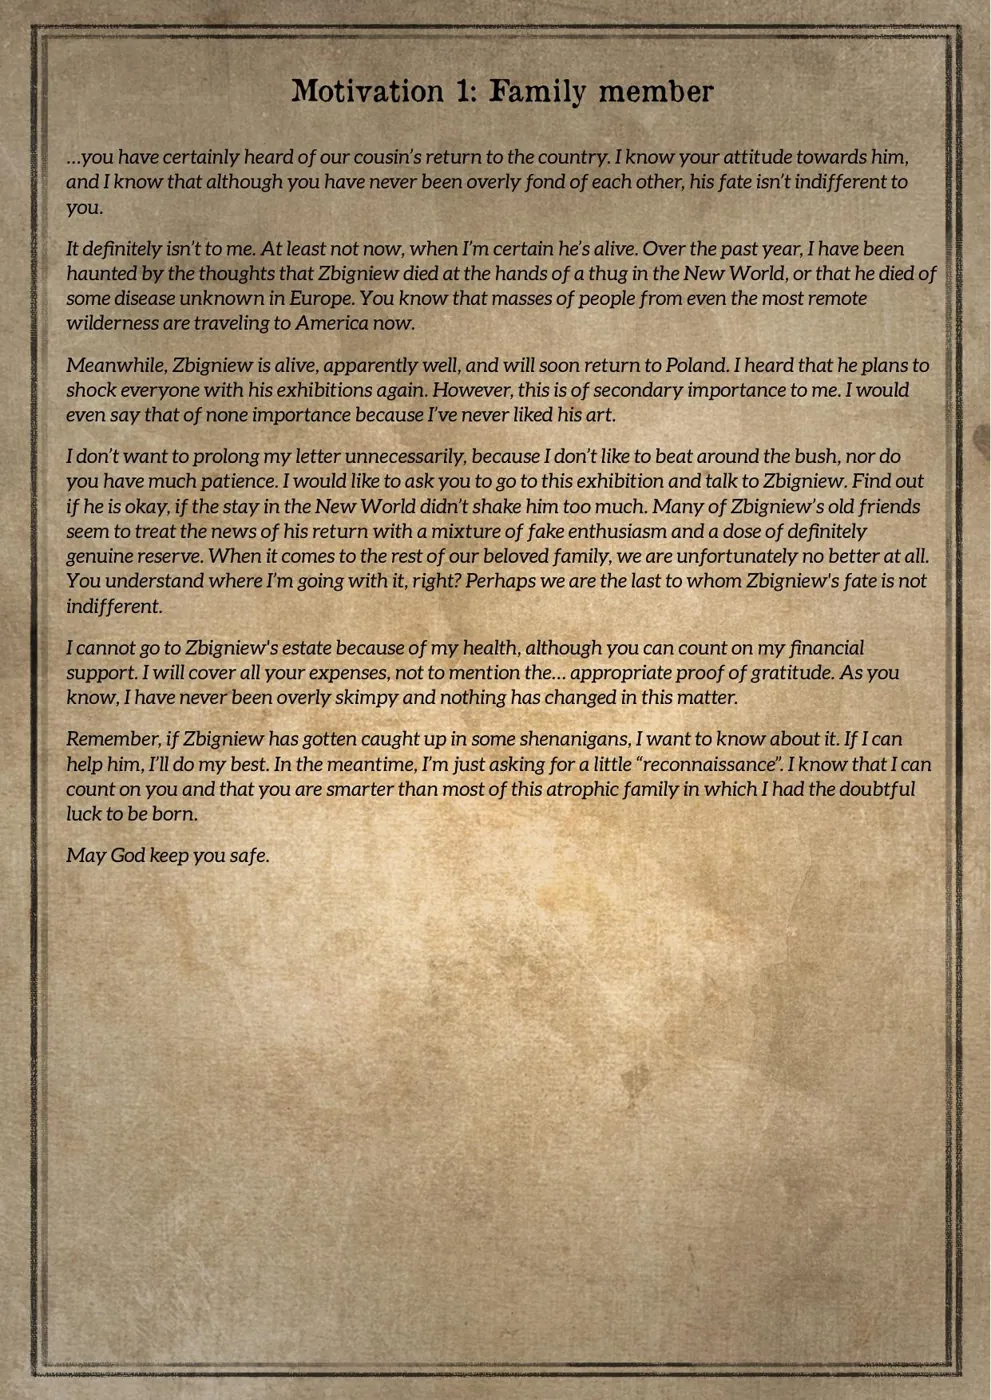 Motivation 1: Family member
…you have certainly heard of our cousin’s return to the country. I know your attitude towards him,
and I know that although you have never been overly fond of each other, his fate isn’t indifferent to
you.
It definitely isn’t to me. At least not now, when I’m certain he’s alive. Over the past year, I have been
haunted by the thoughts that Zbigniew died at the hands of a thug in the New World, or that he died of
some disease unknown in Europe. You know that masses of people from even the most remote
wilderness are traveling to America now.
Meanwhile, Zbigniew is alive, apparently well, and will soon return to Poland. I heard that he plans to
shock everyone with his exhibitions again. However, this is of secondary importance to me. I would
even say that of none importance because I’ve never liked his art.
I don’t want to prolong my letter unnecessarily, because I don’t like to beat around the bush, nor do
you have much patience. I would like to ask you to go to this exhibition and talk to Zbigniew. Find out
if he is okay, if the stay in the New World didn’t shake him too much. Many of Zbigniew’s old friends
seem to treat the news of his return with a mixture of fake enthusiasm and a dose of definitely
genuine reserve. When it comes to the rest of our beloved family, we are unfortunately no better at all.
You understand where I’m going with it, right? Perhaps we are the last to whom Zbigniew's fate is not
indifferent.
I cannot go to Zbigniew's estate because of my health, although you can count on my financial
support. I will cover all your expenses, not to mention the… appropriate proof of gratitude. As you
know, I have never been overly skimpy and nothing has changed in this matter.
Remember, if Zbigniew has gotten caught up in some shenanigans, I want to know about it. If I can
help him, I’ll do my best. In the meantime, I’m just asking for a little “reconnaissance”. I know that I can
count on you and that you are smarter than most of this atrophic family in which I had the doubtful
luck to be born.
May God keep you safe.